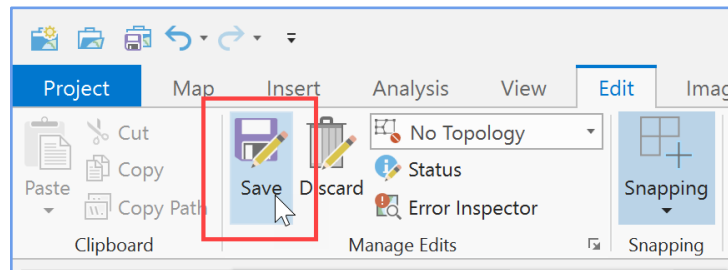 Project Map Insert Analysis View Edit Imag
Cut
Copy
Copy Path
Paste
Clipboard
Save
Discard
No Topology
Status
Error Inspector
Manage Edits
Snapping
Snapping